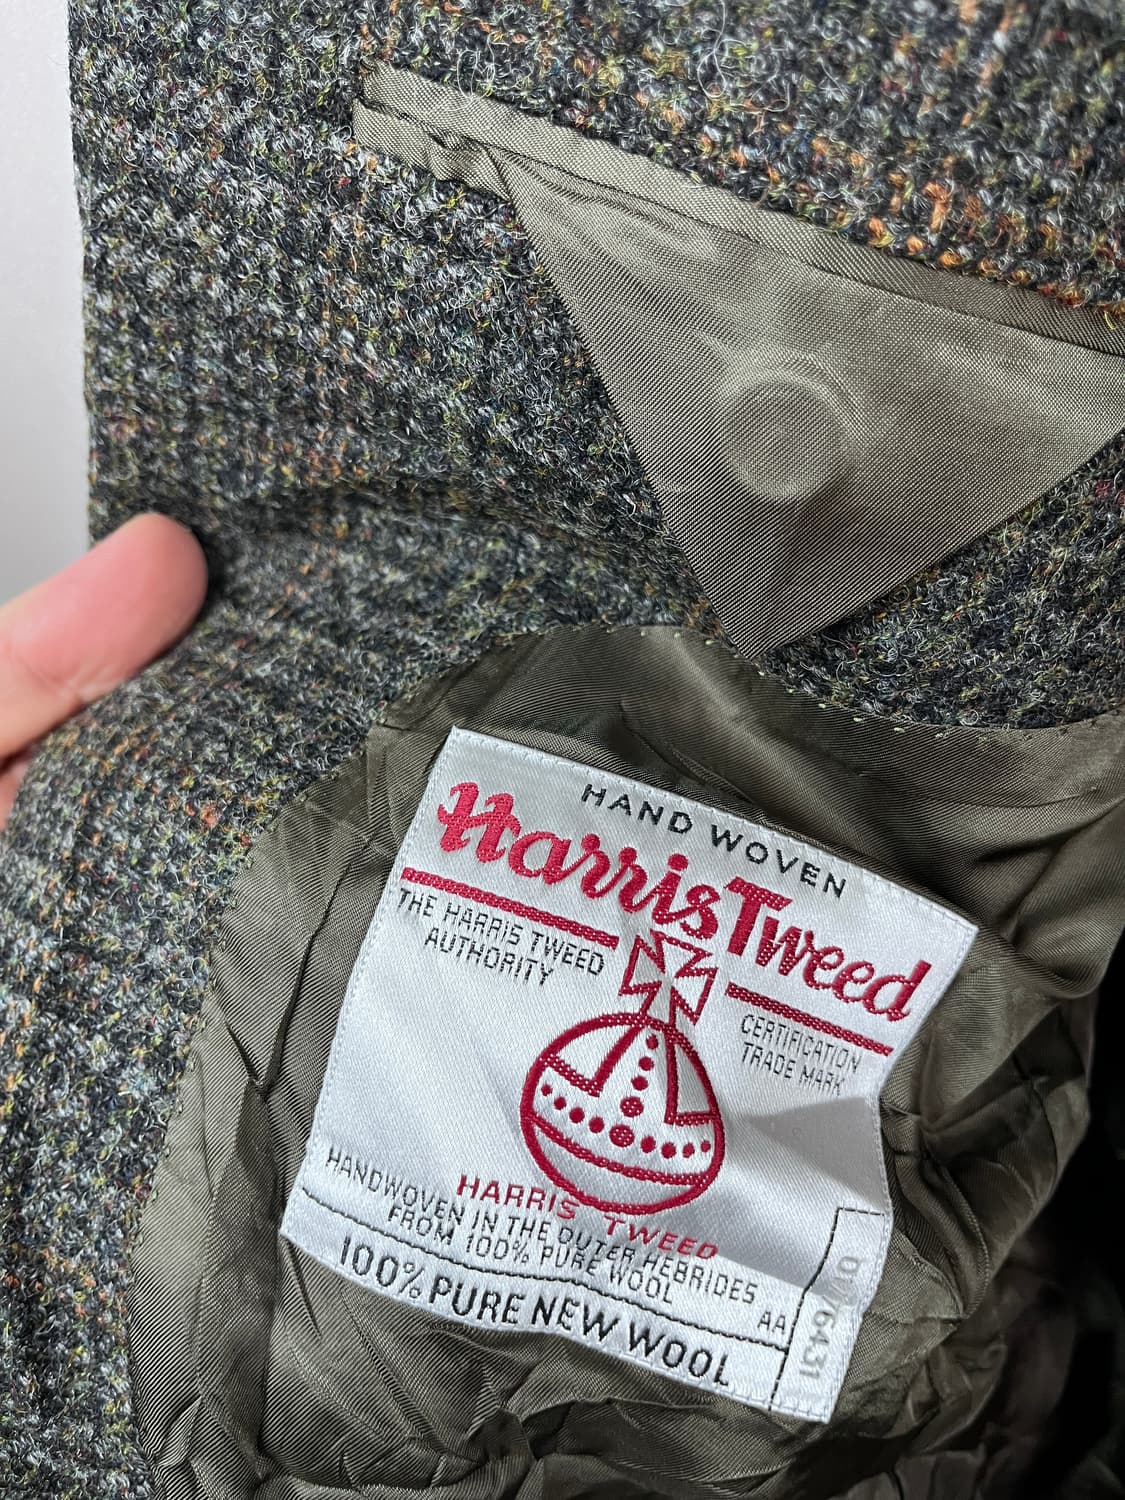 HAND WOVEN
Harris Tweed
THE HARRIS TWEED
AUTHORITY
CERTIFICATION
TRADE MARK
HARRIS TWEED
HANDWOVEN IN THE OUTER HEBRIDES
FROM 100% PURE WOOL
AA
100% PURE NEW WOOL